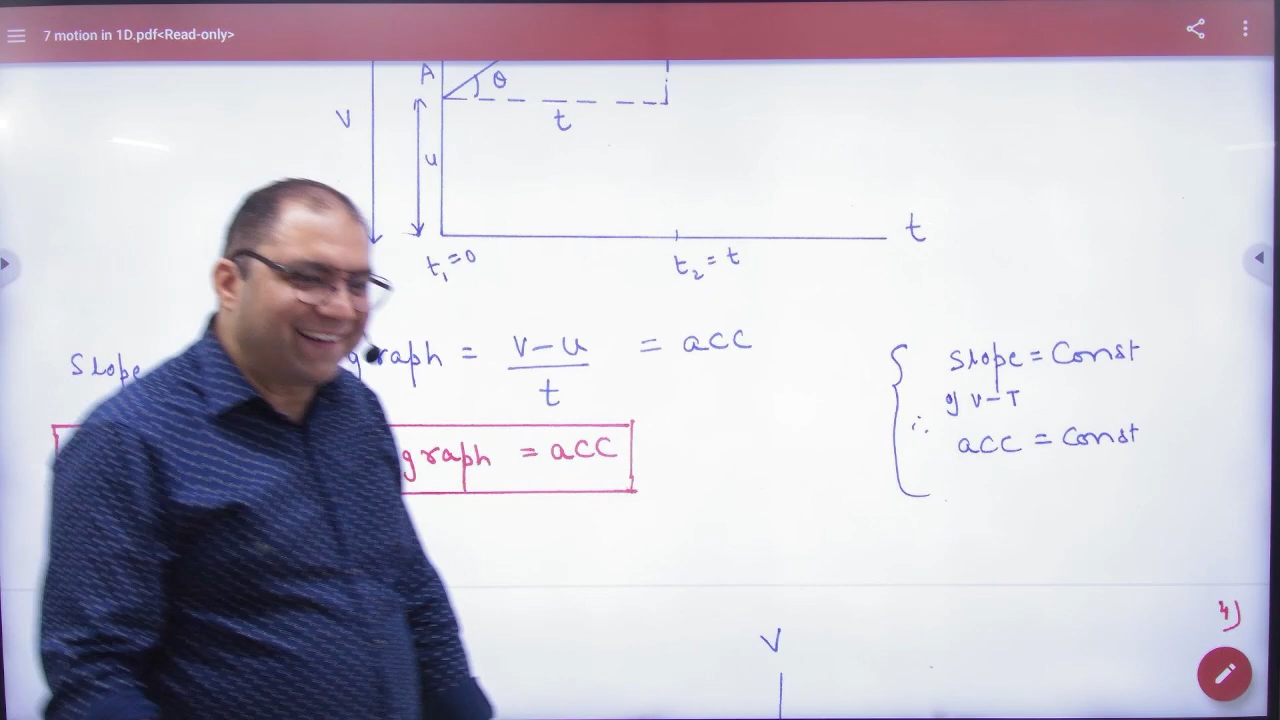 7 motion in 1D.pdf<Read-only>
A
θ
V
t
u
t
t₁=0
t₂ = t
Slope graph = v-u/t = acc
graph = acc
Slope = Const
of V-T
∴ acc = Const
4)
V